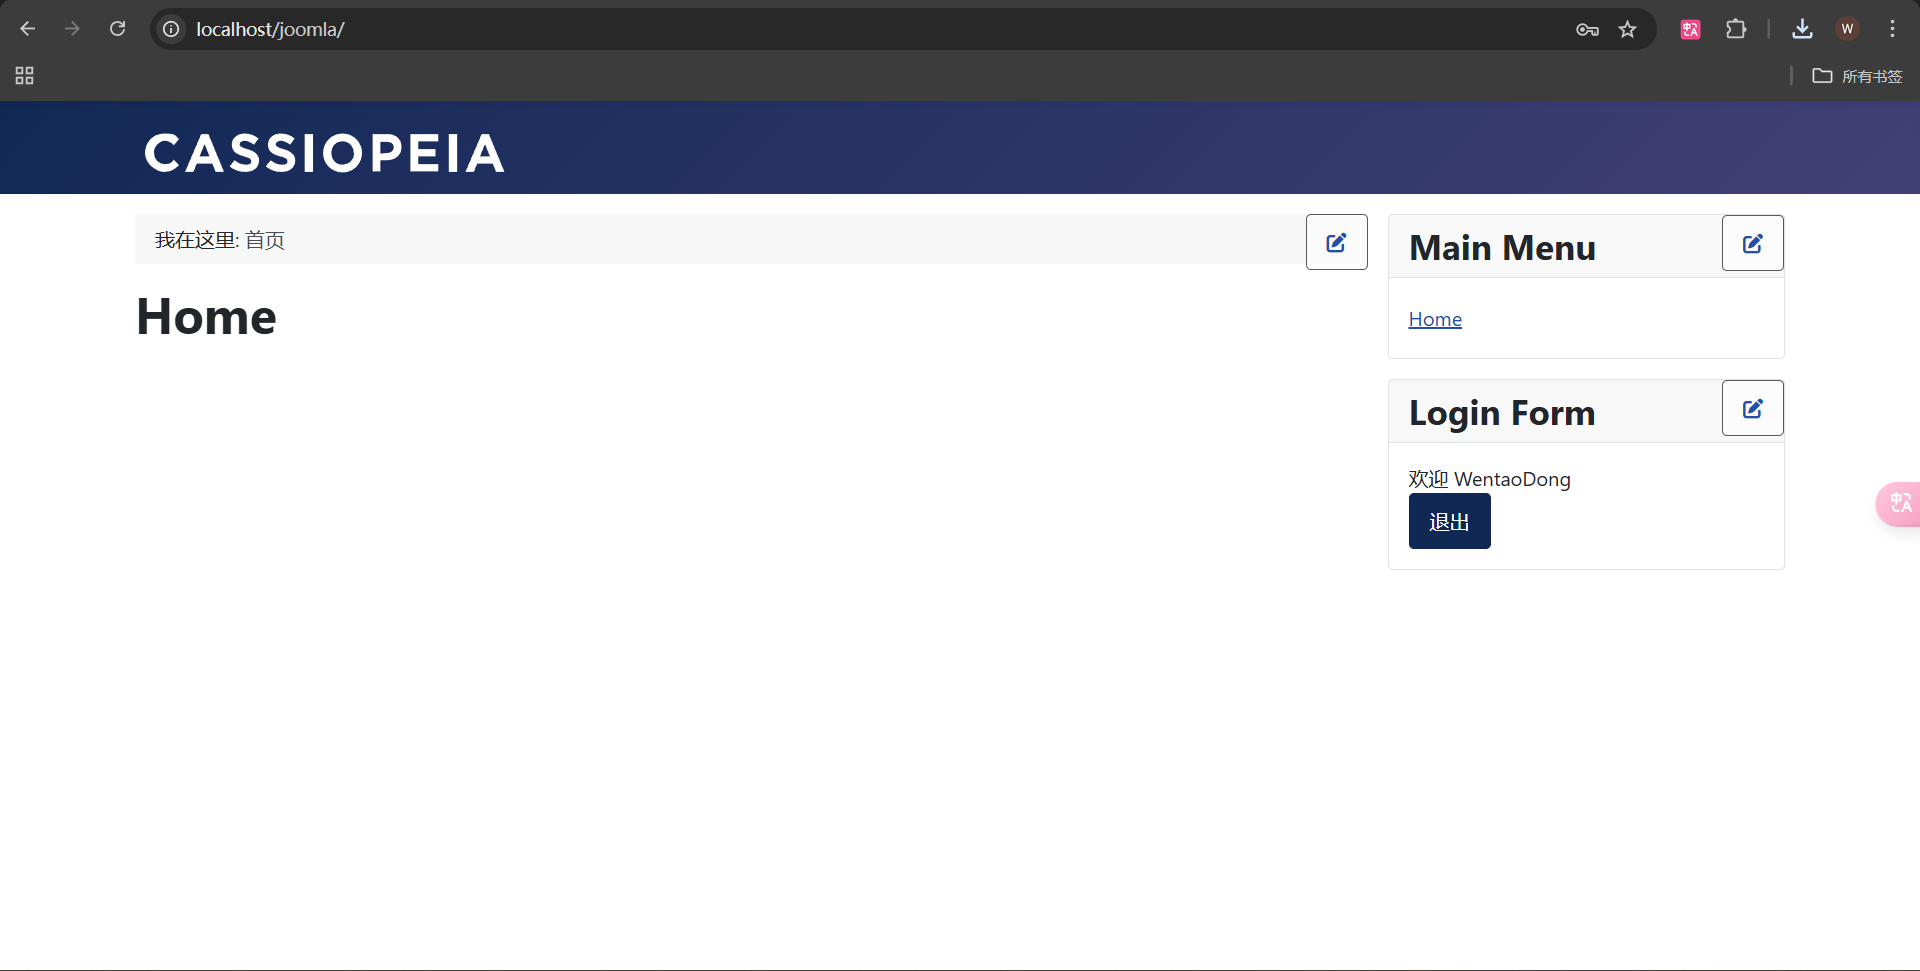 localhost/joomla/
W
所有书签
CASSIOPEIA
我在这里: 首页
Home
Main Menu
Home
Login Form
欢迎 WentaoDong
退出